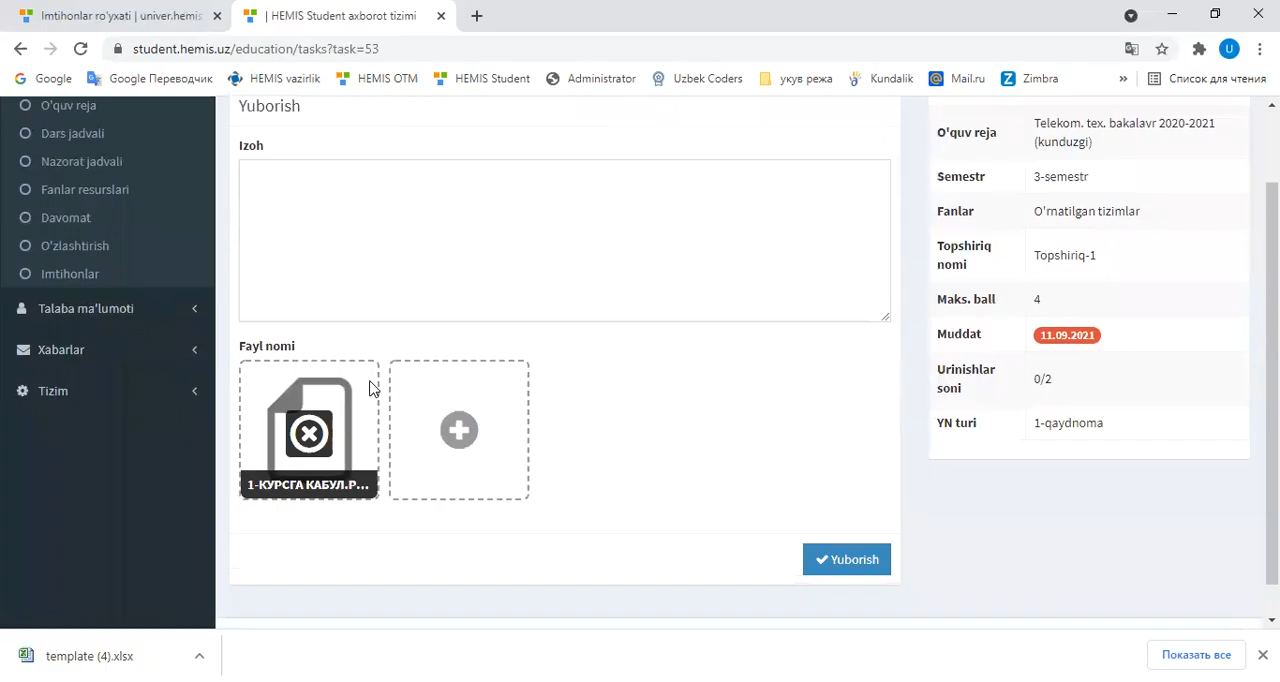 Imtihonlar ro'yxati | univer.hemis
| HEMIS Student axborot tizimi
student.hemis.uz/education/tasks?task=53
U
Google
Google Переводчик
HEMIS vazirlik
HEMIS OTM
HEMIS Student
Administrator
Uzbek Coders
укув режа
Kundalik
Mail.ru
Zimbra
»
Список для чтения
O'quv reja
Dars jadvali
Nazorat jadvali
Fanlar resurslari
Davomat
O'zlashtirish
Imtihonlar
Talaba ma'lumoti
Xabarlar
Tizim
Yuborish
Izoh
Fayl nomi
1-КУРСГА КАБУЛ.Р...
Yuborish
O'quv reja
Telekom. tex. bakalavr 2020-2021
(kunduzgi)
Semestr
3-semestr
Fanlar
O'rnatilgan tizimlar
Topshiriq
nomi
Topshiriq-1
Maks. ball
4
Muddat
11.09.2021
Urinishlar
soni
0/2
YN turi
1-qaydnoma
template (4).xlsx
Показать все